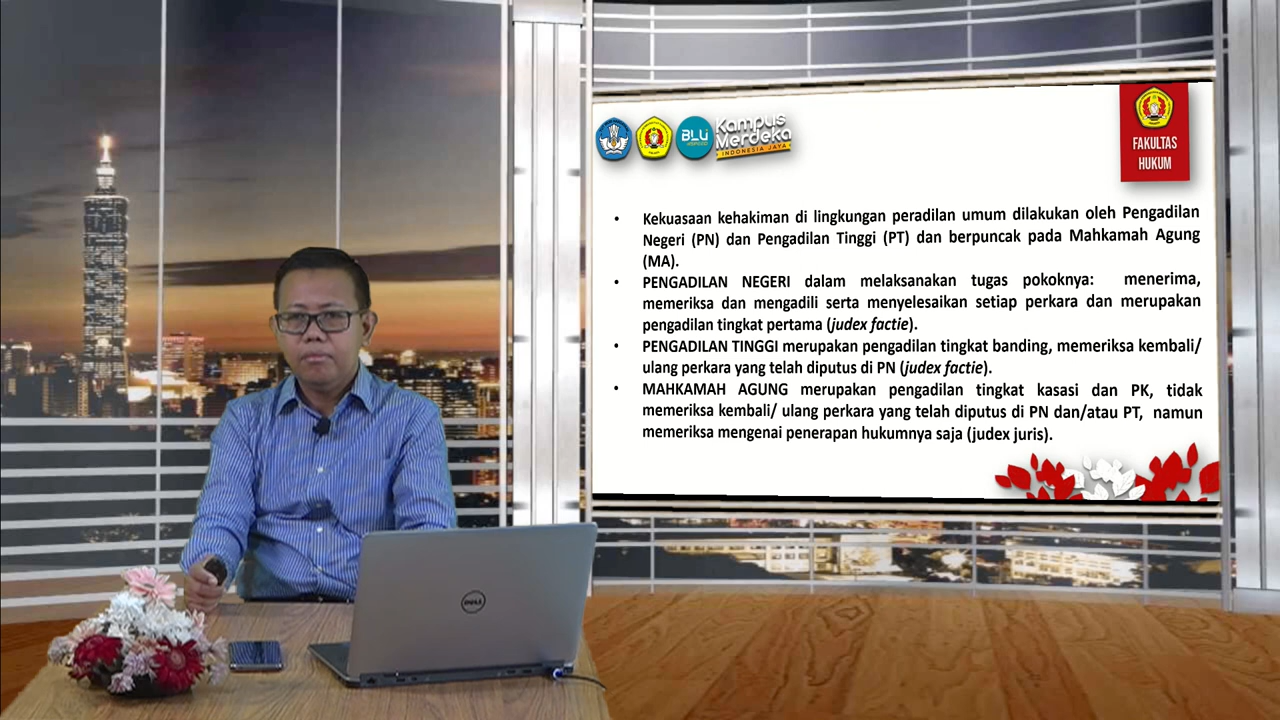 BLU
Kampus
Merdeka
INDONESIA JAYA
FAKULTAS
HUKUM
• Kekuasaan kehakiman di lingkungan peradilan umum dilakukan oleh Pengadilan
Negeri (PN) dan Pengadilan Tinggi (PT) dan berpuncak pada Mahkamah Agung
(MA).
• PENGADILAN NEGERI dalam melaksanakan tugas pokoknya: menerima,
memeriksa dan mengadili serta menyelesaikan setiap perkara dan merupakan
pengadilan tingkat pertama (judex factie).
• PENGADILAN TINGGI merupakan pengadilan tingkat banding, memeriksa kembali/
ulang perkara yang telah diputus di PN (judex factie).
• MAHKAMAH AGUNG merupakan pengadilan tingkat kasasi dan PK, tidak
memeriksa kembali/ ulang perkara yang telah diputus di PN dan/atau PT, namun
memeriksa mengenai penerapan hukumnya saja (judex juris).
DELL